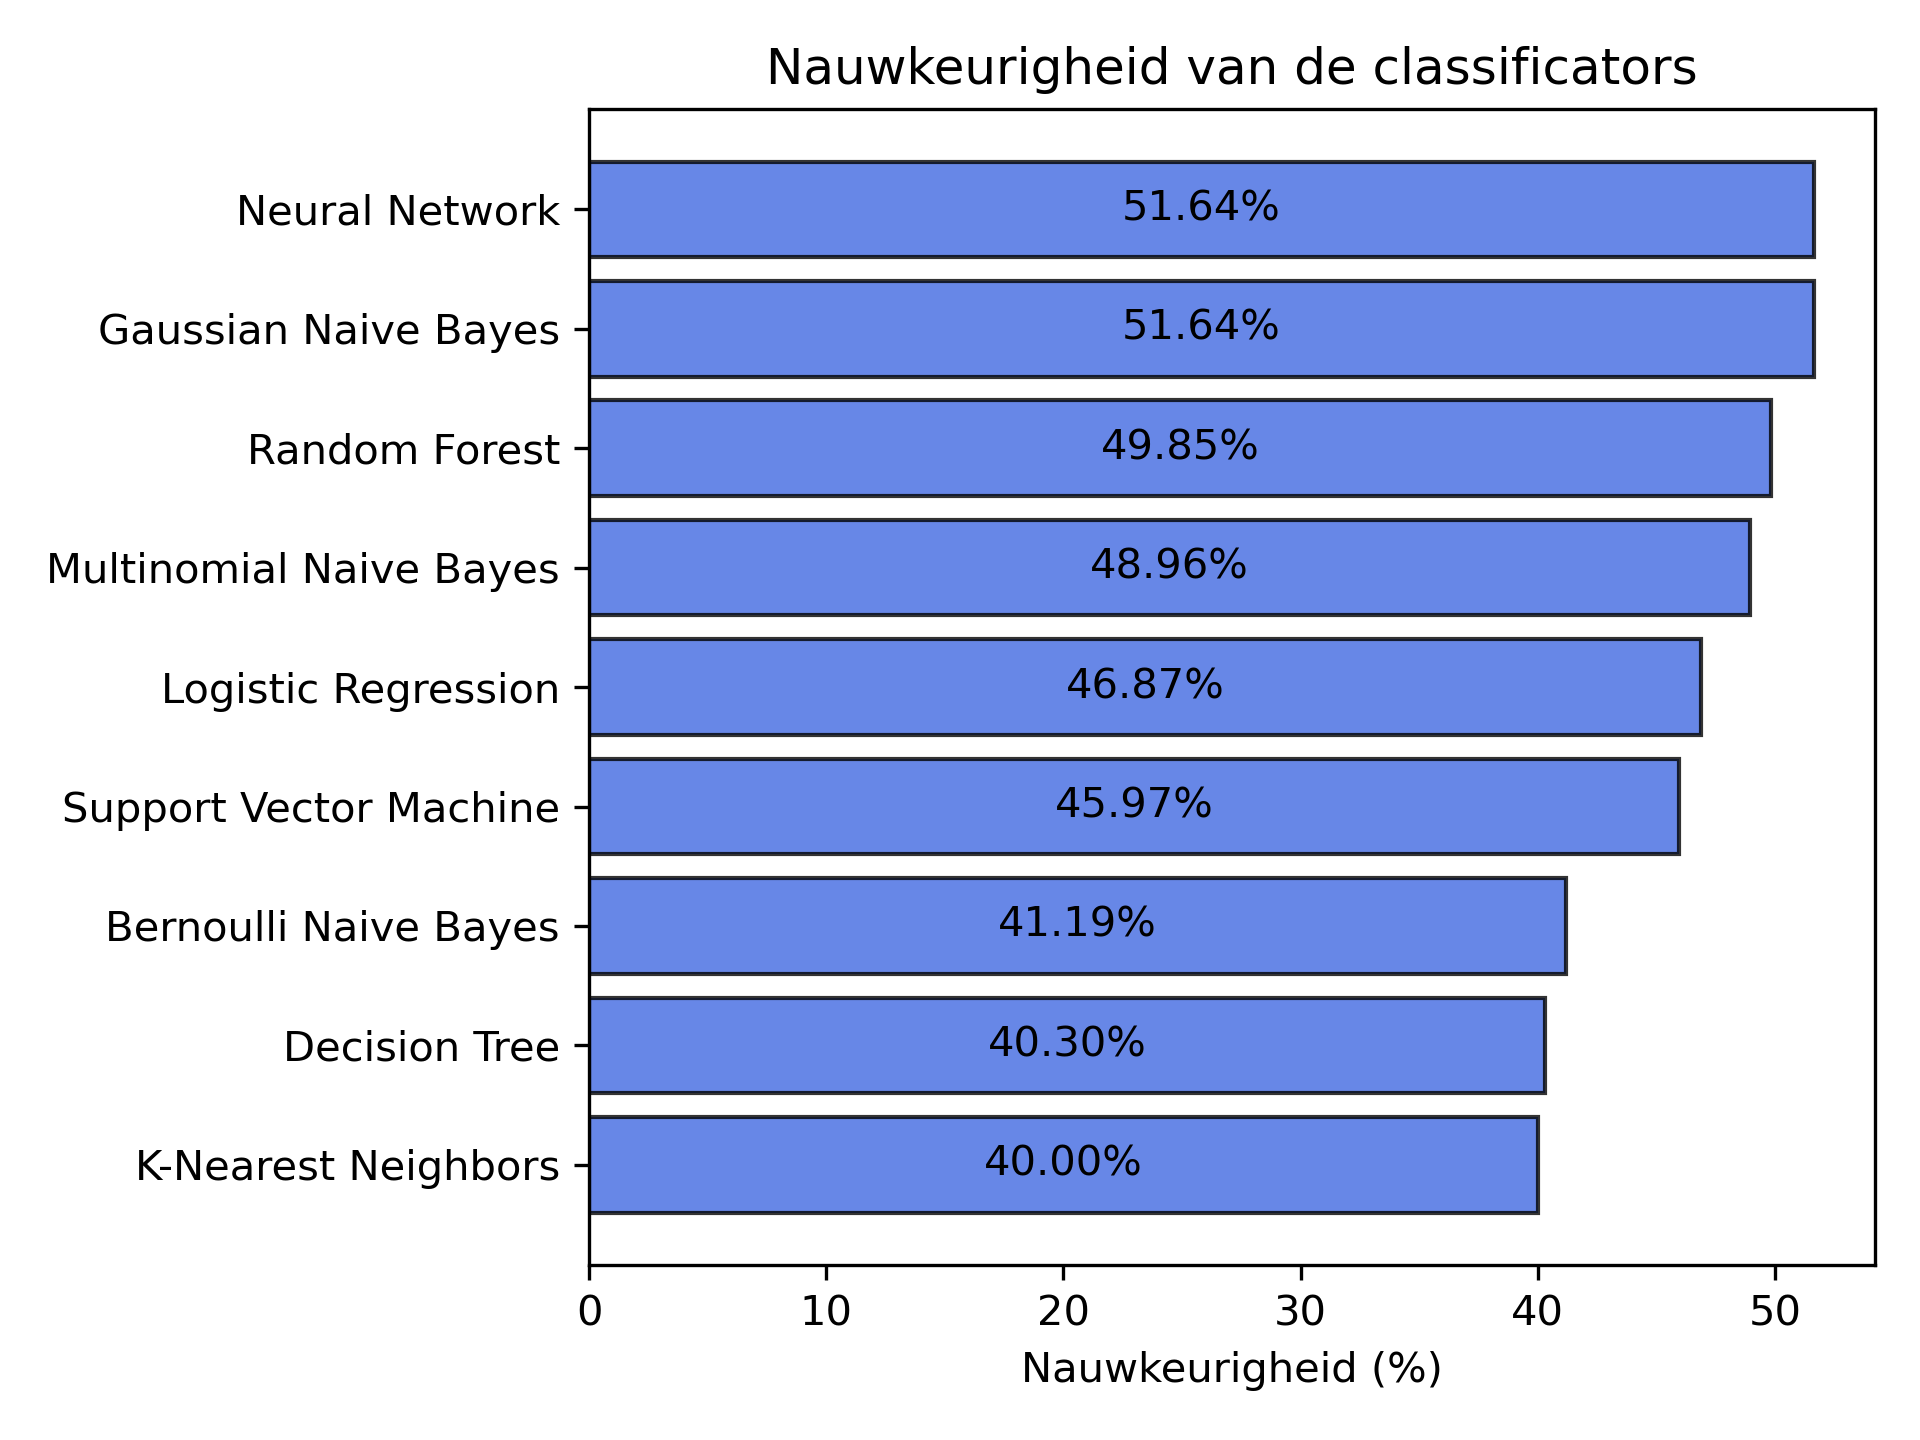 Nauwkeurigheid van de classificators
Neural Network 51.64%
Gaussian Naive Bayes 51.64%
Random Forest 49.85%
Multinomial Naive Bayes 48.96%
Logistic Regression 46.87%
Support Vector Machine 45.97%
Bernoulli Naive Bayes 41.19%
Decision Tree 40.30%
K-Nearest Neighbors 40.00%
0 10 20 30 40 50
Nauwkeurigheid (%)